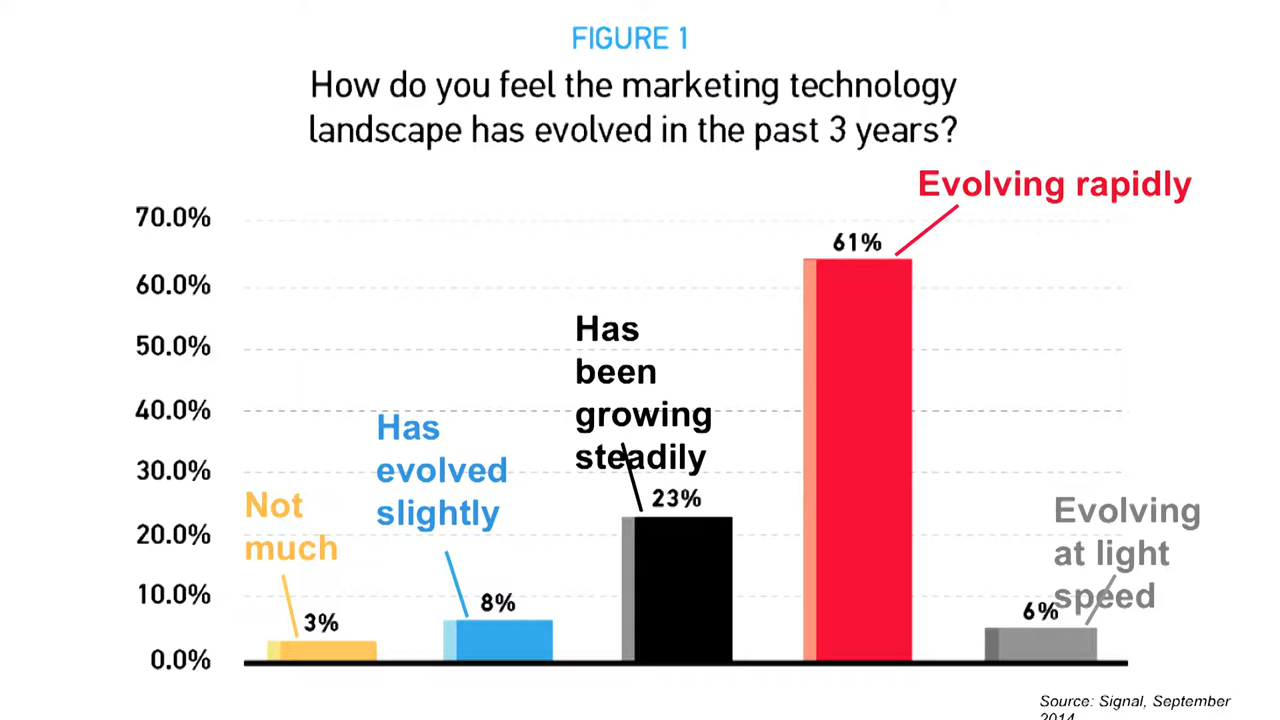 FIGURE 1
How do you feel the marketing technology
landscape has evolved in the past 3 years?
Evolving rapidly
70.0%
61%
60.0%
Has
been
growing
steadily
50.0%
40.0%
Has
evolved
slightly
30.0%
23%
Not
much
Evolving
at light
speed
20.0%
10.0%
8%
3%
6%
0.0%
Source: Signal, September
2014